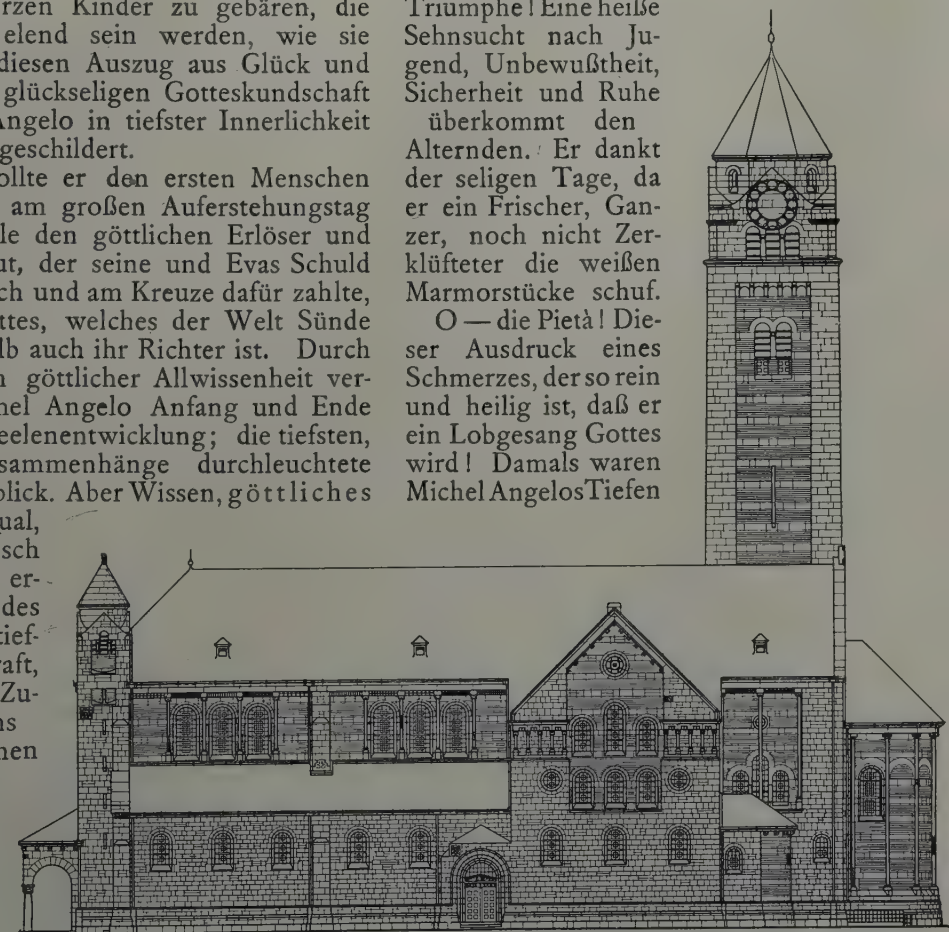 rzen Kinder zu gebären, die
elend sein werden, wie sie
diesen Auszug aus Glück und
glückseligen Gotteskundschaft
Angelo in tiefster Innerlichkeit
geschildert.
ollte er den ersten Menschen
am großen Auferstehungstag
le den göttlichen Erlöser und
ut, der seine und Evas Schuld
ch und am Kreuze dafür zahlte,
ttes, welches der Welt Sünde
lb auch ihr Richter ist. Durch
n göttlicher Allwissenheit ver-
hel Angelo Anfang und Ende
eelenentwicklung; die tiefsten,
sammenhänge durchleuchtete
blick. Aber Wissen, göttliches
ual,
sch
er-
des
tief-
raft,
Zu-
ns
nen
Triumphe! Eine heiße
Sehnsucht nach Ju-
gend, Unbewußtheit,
Sicherheit und Ruhe
überkommt den
Alternden. Er dankt
der seligen Tage, da
er ein Frischer, Gan-
zer, noch nicht Zer-
klüfteter die weißen
Marmorstücke schuf.
O — die Pietà! Die-
ser Ausdruck eines
Schmerzes, der so rein
und heilig ist, daß er
ein Lobgesang Gottes
wird! Damals waren
Michel Angelos Tiefen